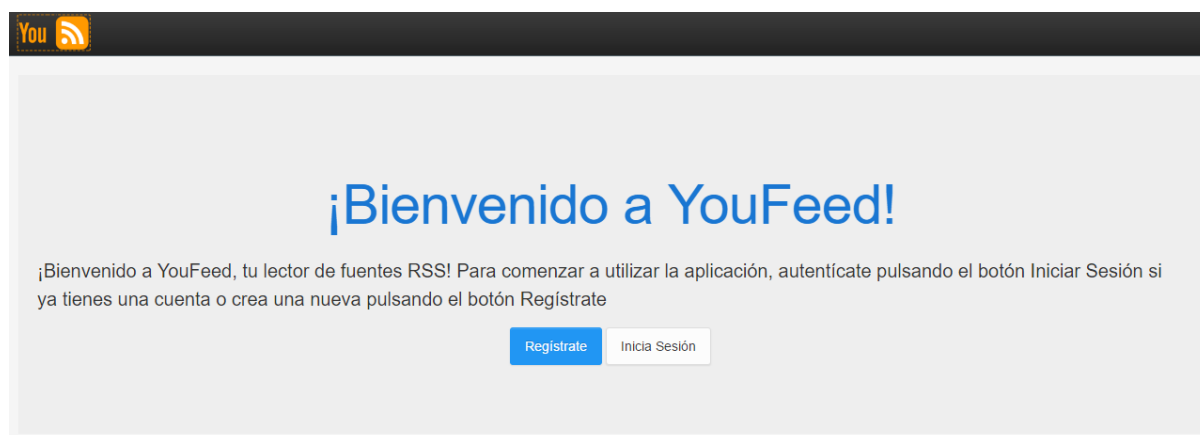 You
¡Bienvenido a YouFeed!
¡Bienvenido a YouFeed, tu lector de fuentes RSS! Para comenzar a utilizar la aplicación, autentícate pulsando el botón Iniciar Sesión si
ya tienes una cuenta o crea una nueva pulsando el botón Regístrate
Regístrate Inicia Sesión